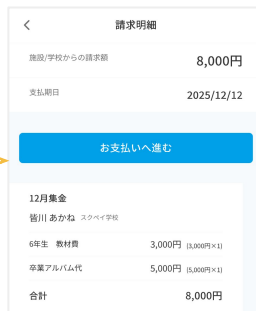 請求明細
施設/学校からの請求額 8,000円
支払期日 2025/12/12
お支払いへ進む
12月集金
皆川 あかね スクペイ学校
6年生 教材費 3,000円 (3,000円×1)
卒業アルバム代 5,000円 (5,000円×1)
合計 8,000円